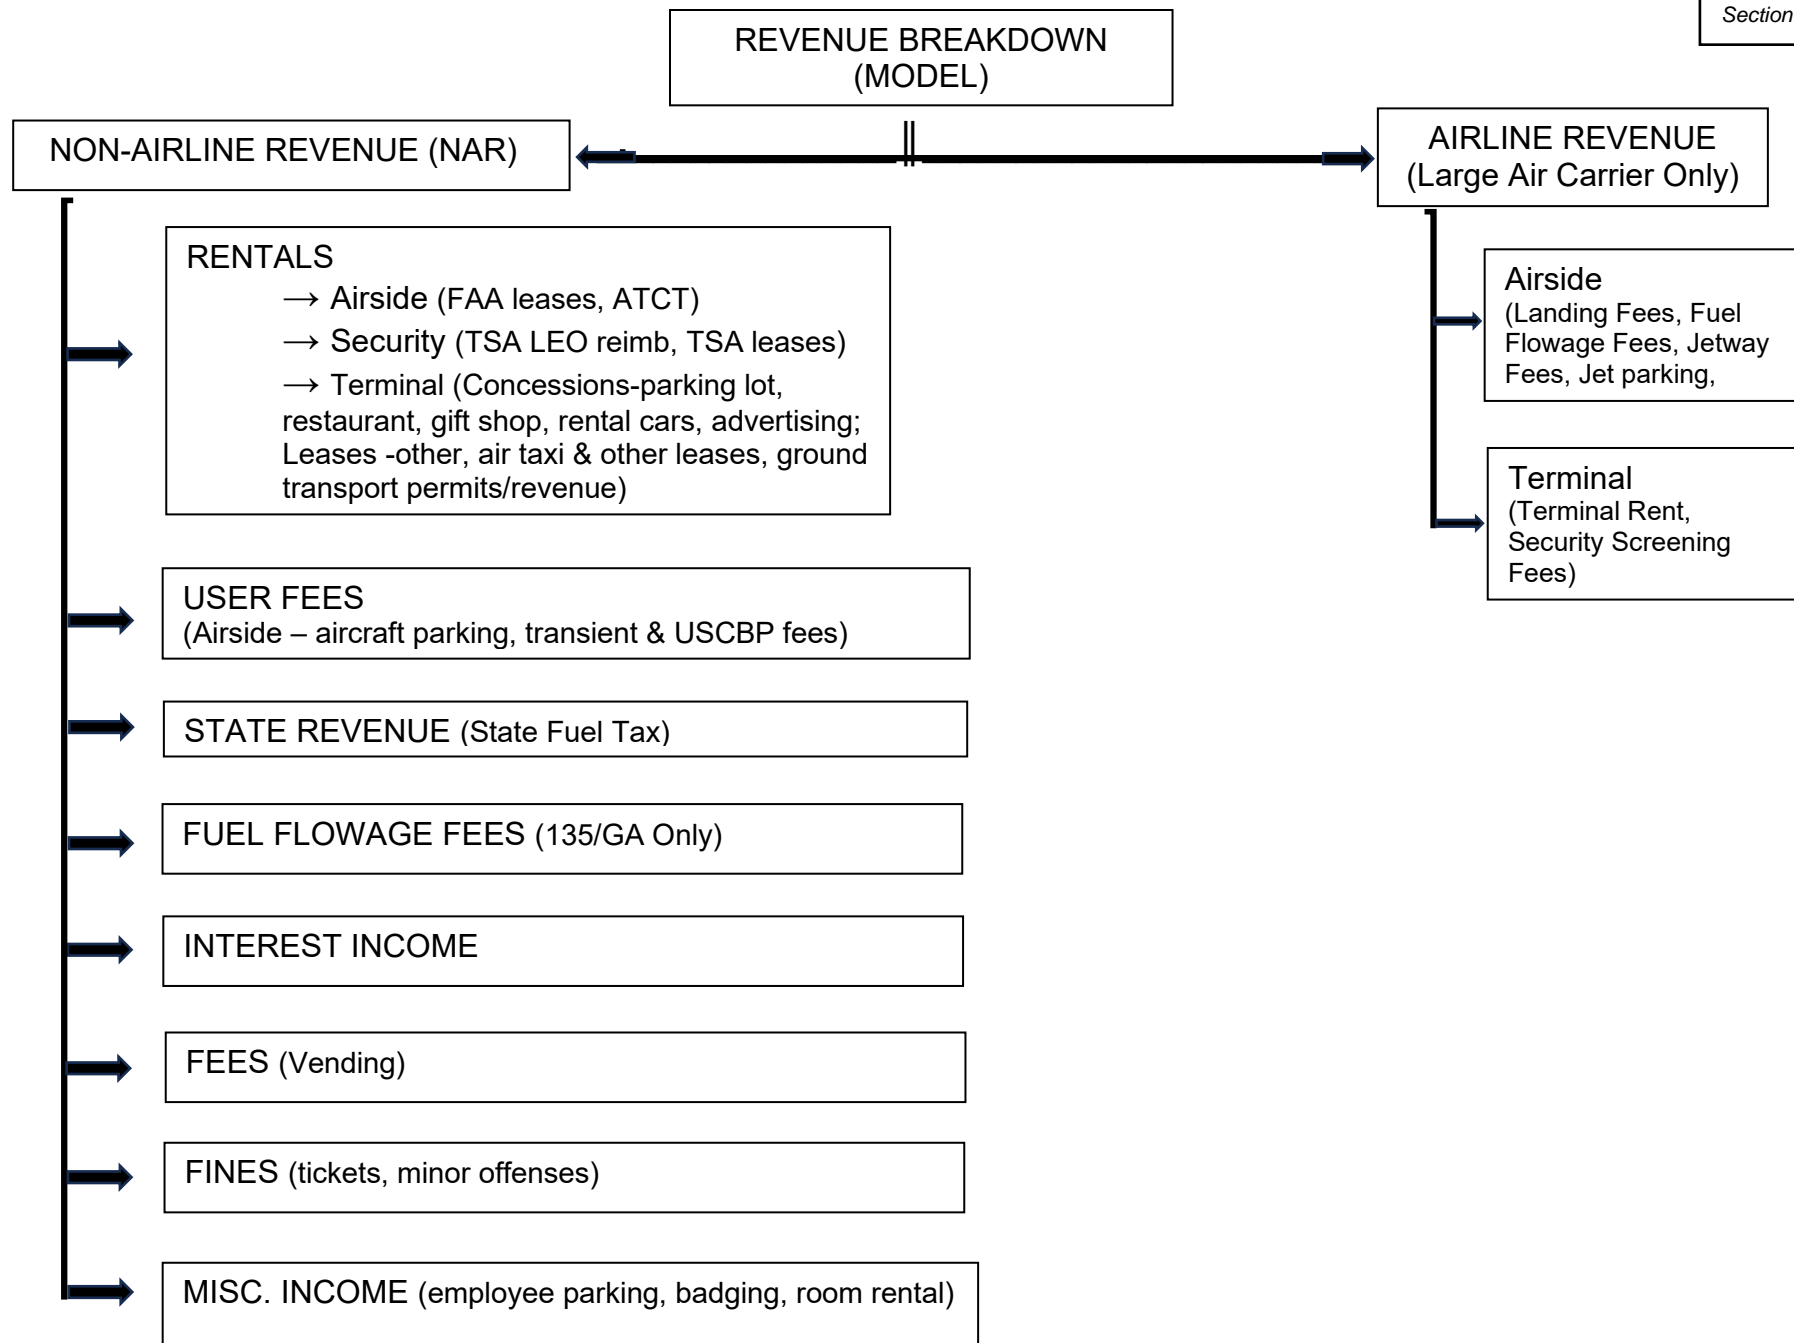 Section
REVENUE BREAKDOWN
(MODEL)
NON-AIRLINE REVENUE (NAR)
AIRLINE REVENUE
(Large Air Carrier Only)
RENTALS
→ Airside (FAA leases, ATCT)
→ Security (TSA LEO reimb, TSA leases)
→ Terminal (Concessions-parking lot,
restaurant, gift shop, rental cars, advertising;
Leases -other, air taxi & other leases, ground
transport permits/revenue)
USER FEES
(Airside – aircraft parking, transient & USCBP fees)
STATE REVENUE (State Fuel Tax)
FUEL FLOWAGE FEES (135/GA Only)
INTEREST INCOME
FEES (Vending)
FINES (tickets, minor offenses)
MISC. INCOME (employee parking, badging, room rental)
Airside
(Landing Fees, Fuel
Flowage Fees, Jetway
Fees, Jet parking,
Terminal
(Terminal Rent,
Security Screening
Fees)